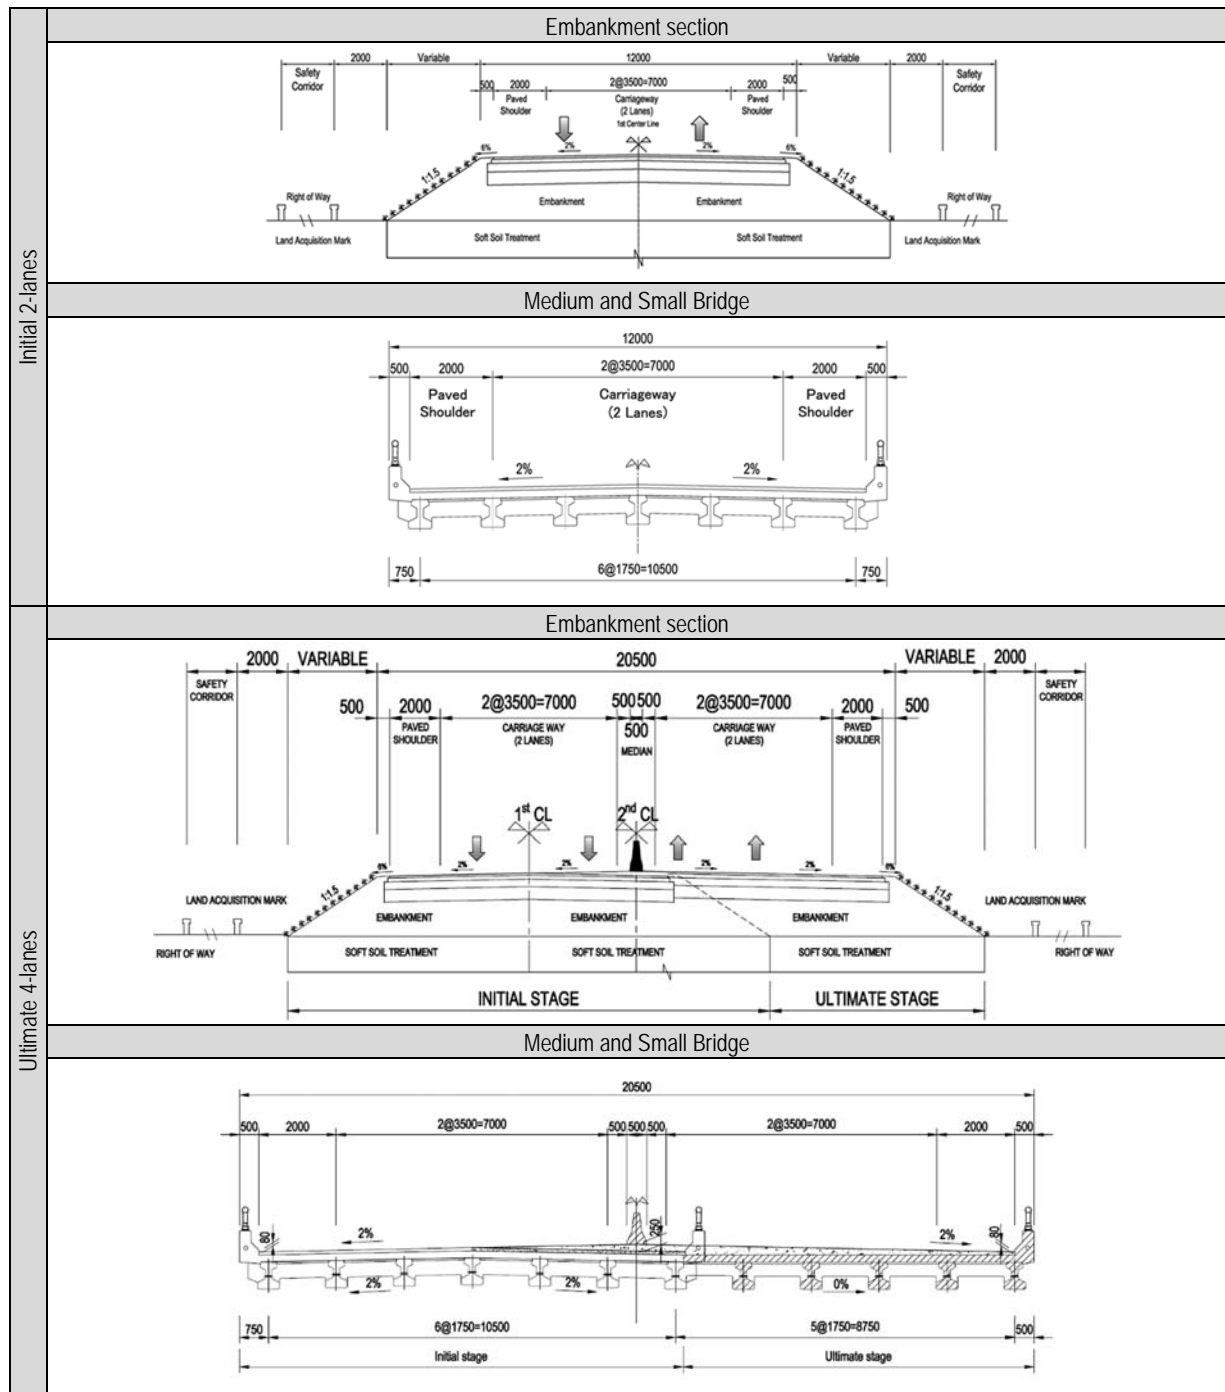 Initial 2-lanes
Embankment section
2000 Variable 12000 Variable 2000
Safety
Corridor
500 2000 2@3500=7000 2000 500
Safety
Corridor
Paved
Shoulder
Carriageway
(2 Lanes)
1st Center Line
Paved
Shoulder
6% 2% 2% 6%
1:1.5 1:1.5
Right of Way Embankment Embankment Right of Way
Land Acquisition Mark Soft Soil Treatment Soft Soil Treatment Land Acquisition Mark
Medium and Small Bridge
12000
500 2000 2@3500=7000 2000 500
Paved
Shoulder
Carriageway
(2 Lanes)
Paved
Shoulder
2% 2%
750 6@1750=10500 750
Ultimate 4-lanes
Embankment section
2000 VARIABLE 20500 VARIABLE 2000
SAFETY
CORRIDOR
SAFETY
CORRIDOR
500 2000 2@3500=7000 500 500 2@3500=7000 2000 500
PAVED
SHOULDER
CARRIAGE WAY
(2 LANES)
500
MEDIAN
CARRIAGE WAY
(2 LANES)
PAVED
SHOULDER
1st CL 2nd CL
6% 2% 2% 2% 2% 6%
1:1.5 1:1.5
LAND ACQUISITION MARK LAND ACQUISITION MARK
EMBANKMENT EMBANKMENT EMBANKMENT
RIGHT OF WAY SOFT SOIL TREATMENT SOFT SOIL TREATMENT SOFT SOIL TREATMENT RIGHT OF WAY
INITIAL STAGE ULTIMATE STAGE
Medium and Small Bridge
20500
500 2000 2@3500=7000 500 500 500 2@3500=7000 2000 500
80 2% 250 2% 80
2% 2% 0%
750 6@1750=10500 5@1750=8750 500
Initial stage Ultimate stage